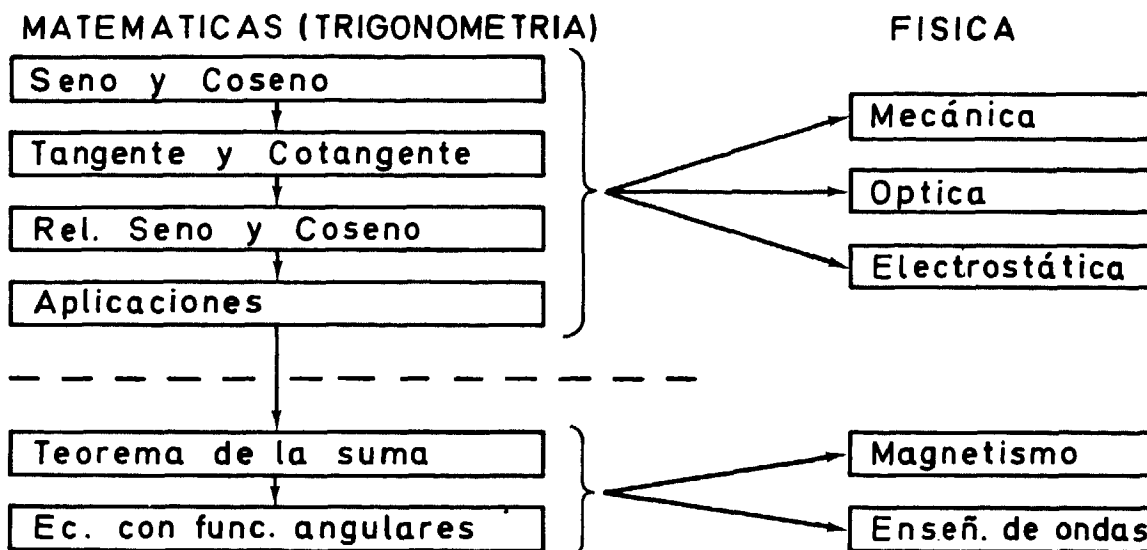 MATEMATICAS (TRIGONOMETRIA)
Seno y Coseno
Tangente y Cotangente
Rel. Seno y Coseno
Aplicaciones
Teorema de la suma
Ec. con func. angulares
FISICA
Mecánica
Optica
Electrostática
Magnetismo
Enseñ. de ondas